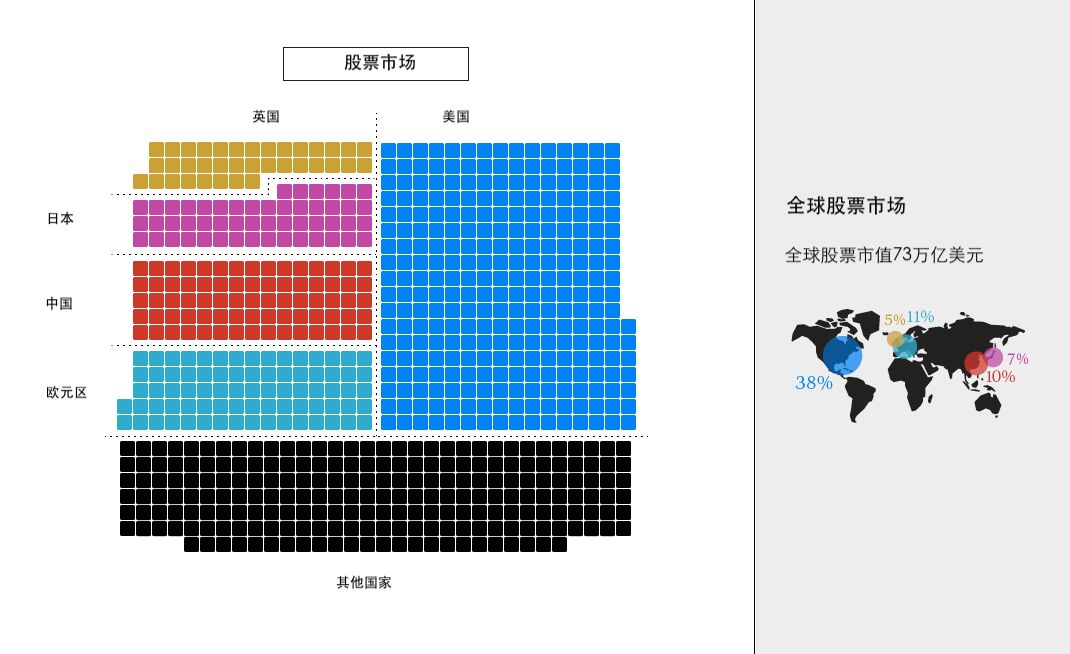 股票市场
英国
美国
日本
中国
欧元区
其他国家
全球股票市场
全球股票市值73万亿美元
5%
11%
38%
7%
10%